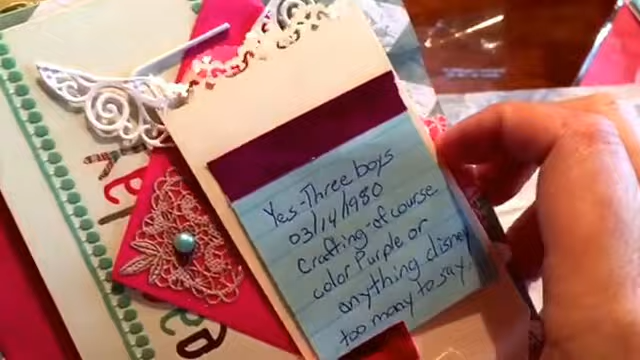 Yes-Three boys
03/14/1980
Crafting-of course
color Purple or
anything disney
too many to say